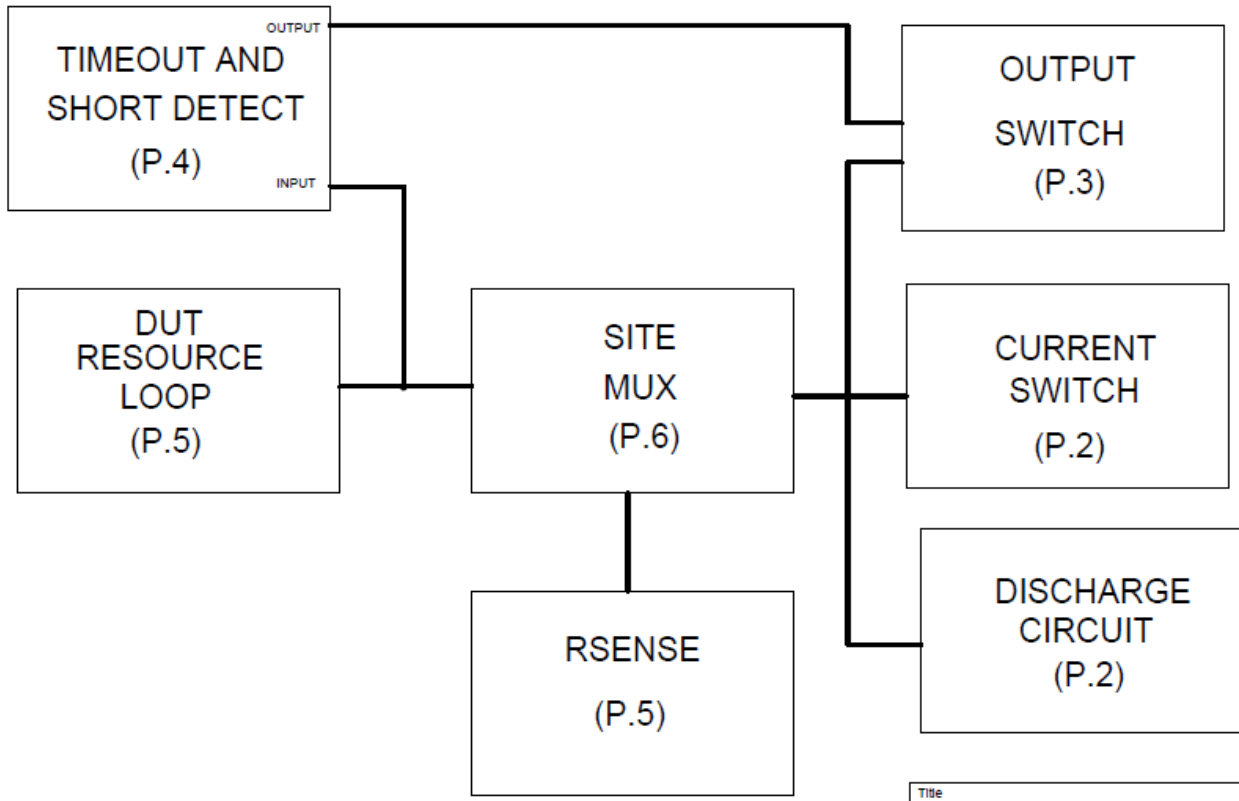 OUTPUT
TIMEOUT AND
SHORT DETECT
(P.4)
INPUT
OUTPUT
SWITCH
(P.3)
DUT
RESOURCE
LOOP
(P.5)
SITE
MUX
(P.6)
CURRENT
SWITCH
(P.2)
RSENSE
(P.5)
DISCHARGE
CIRCUIT
(P.2)
Title